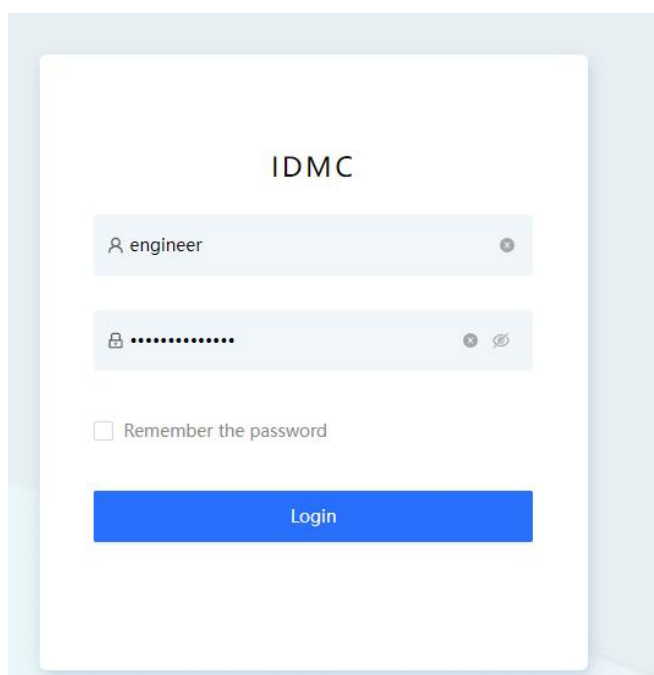 IDMC
engineer
••••••••••••••
Remember the password
Login